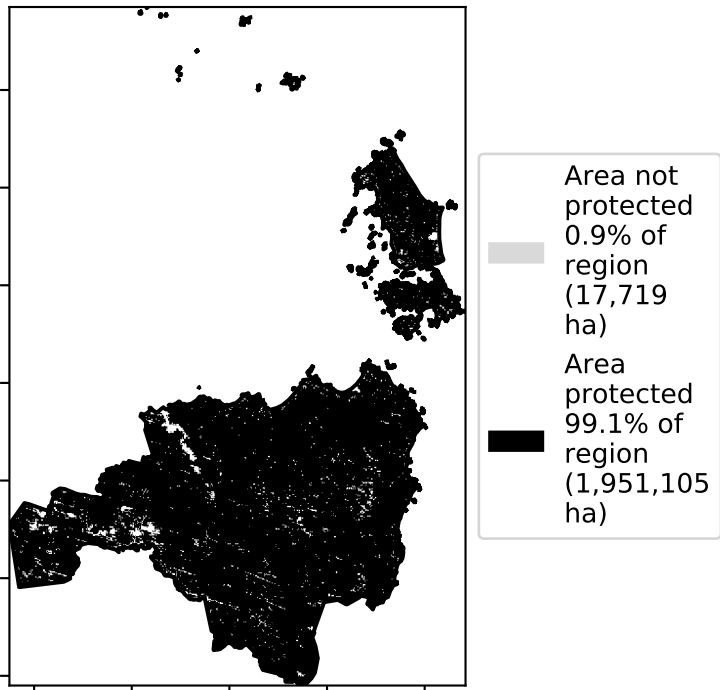 Area not
protected
0.9% of
region
(17,719
ha)
Area
protected
99.1% of
region
(1,951,105
ha)